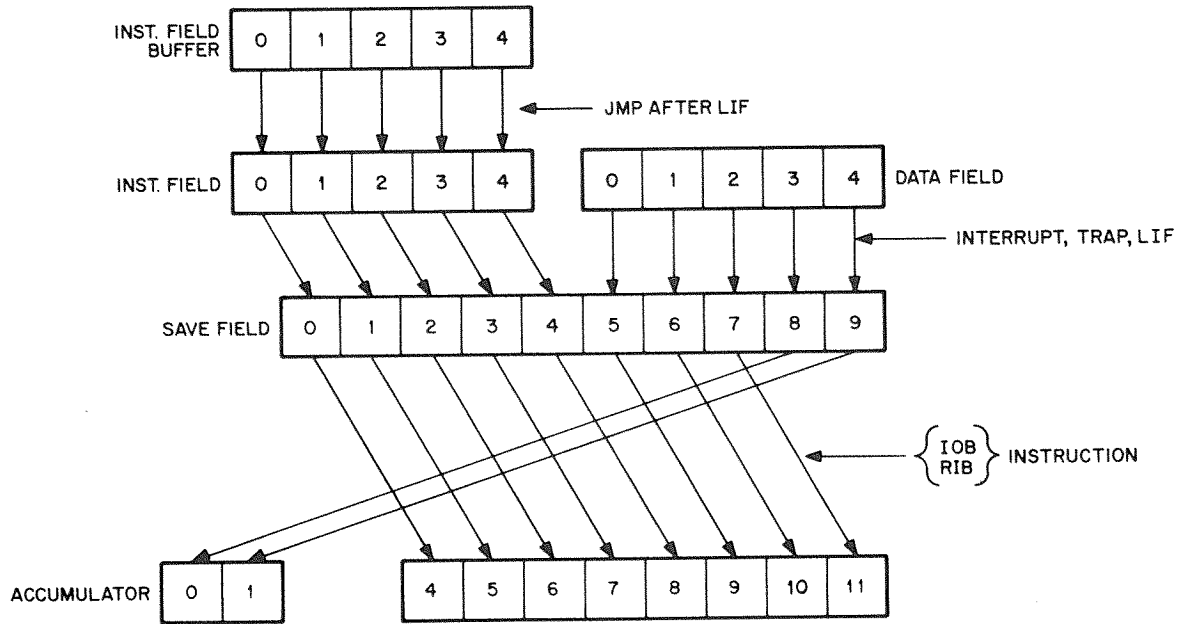 INST. FIELD
BUFFER
0 1 2 3 4
JMP AFTER LIF
INST. FIELD
0 1 2 3 4
0 1 2 3 4
DATA FIELD
INTERRUPT, TRAP, LIF
SAVE FIELD
0 1 2 3 4 5 6 7 8 9
IOB
RIB
INSTRUCTION
ACCUMULATOR
0 1
4 5 6 7 8 9 10 11